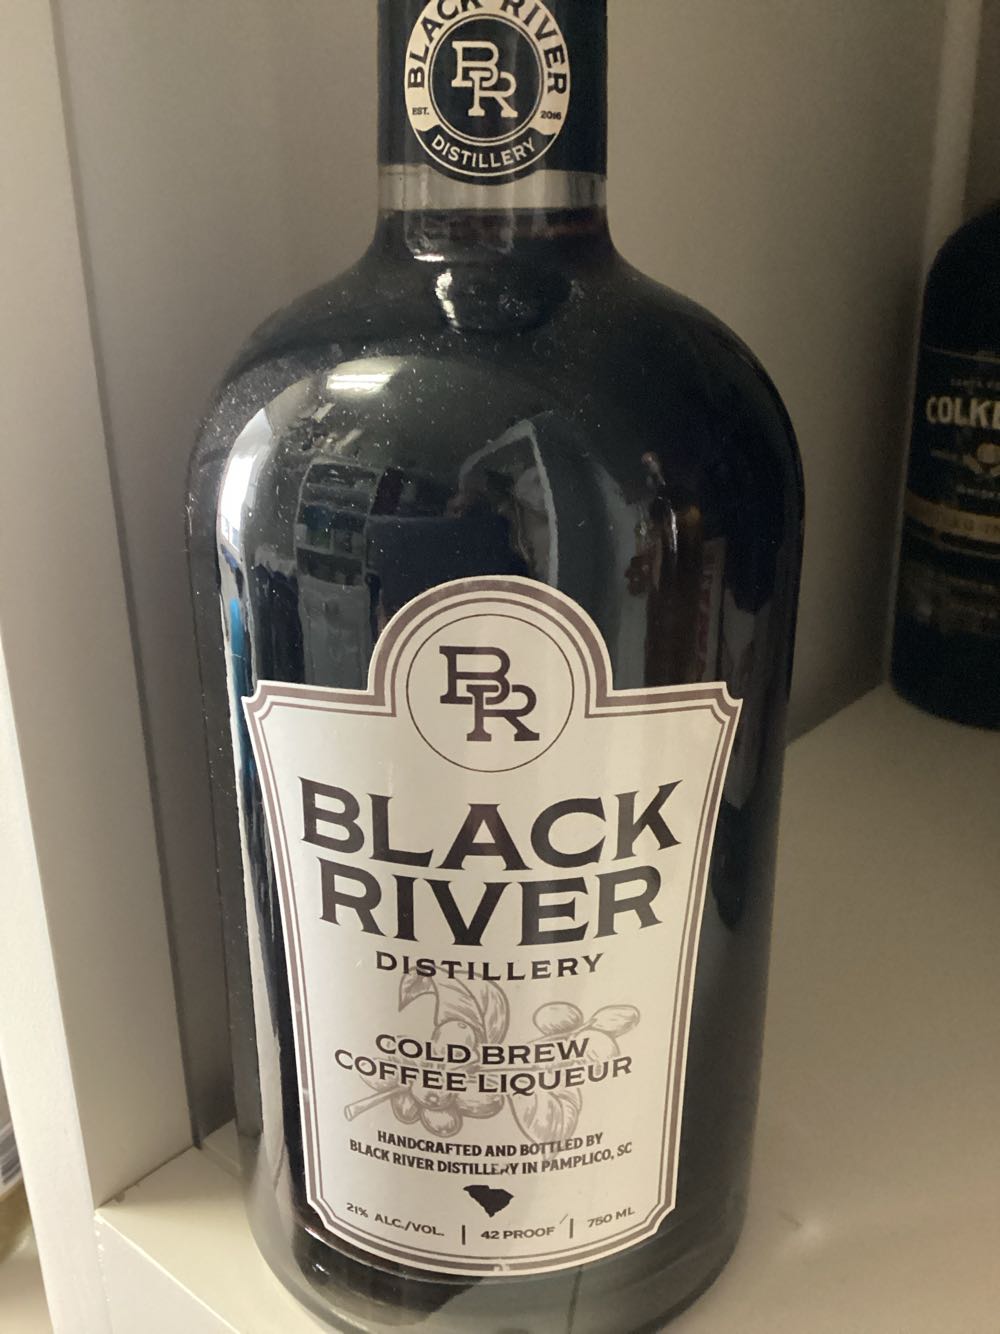 BLACK RIVER
BR
EST. 2016
DISTILLERY
BR
BLACK
RIVER
DISTILLERY
COLD BREW
COFFEE LIQUEUR
HANDCRAFTED AND BOTTLED BY
BLACK RIVER DISTILLERY IN PAMPLICO, SC
21% ALC./VOL. | 42 PROOF | 750 ML